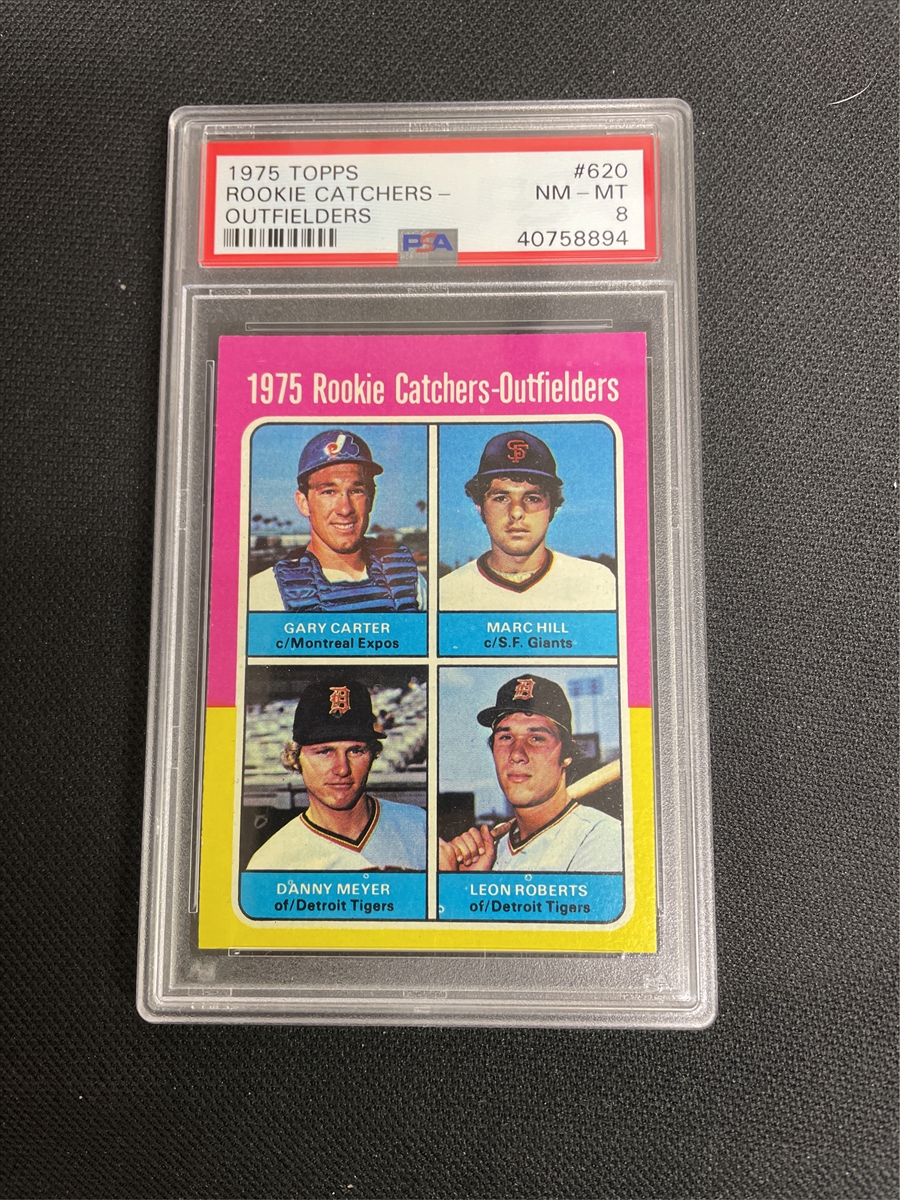 1975 TOPPS #620
ROOKIE CATCHERS- NM-MT
OUTFIELDERS 8
PSA 40758894
1975 Rookie Catchers-Outfielders
SF
GARY CARTER
c/Montreal Expos
MARC HILL
c/S.F. Giants
D
D
DANNY MEYER
of/Detroit Tigers
LEON ROBERTS
of/Detroit Tigers